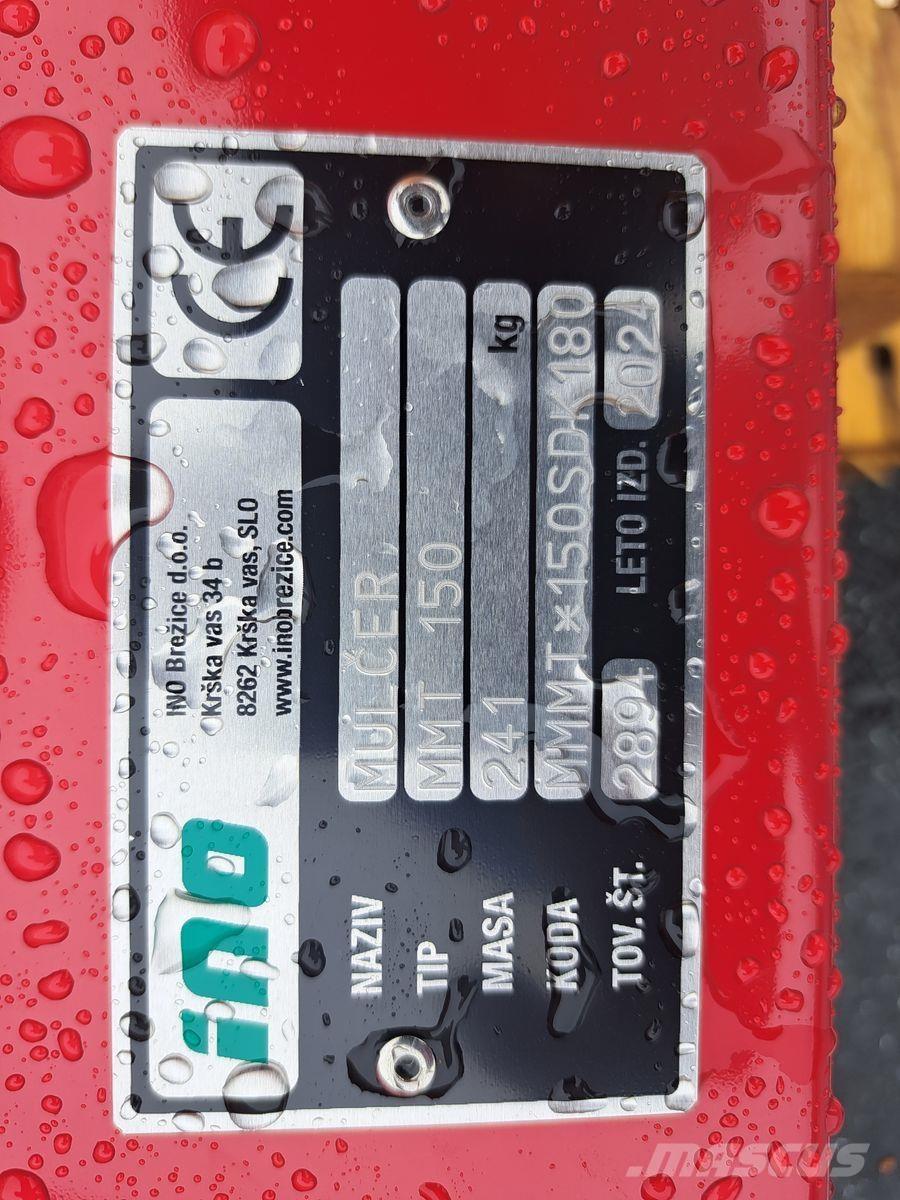 ino
INO Brežice d.o.o.
Krška vas 34 b
8262 Krška vas, SLO
www.inobrezice.com
CE
NAZIV MULČER
TIP MMT 150
MASA 241 kg
KODA MMMT*150SDK180
TOV. ŠT. 2894 LETO IZD. 2024
MASCUS